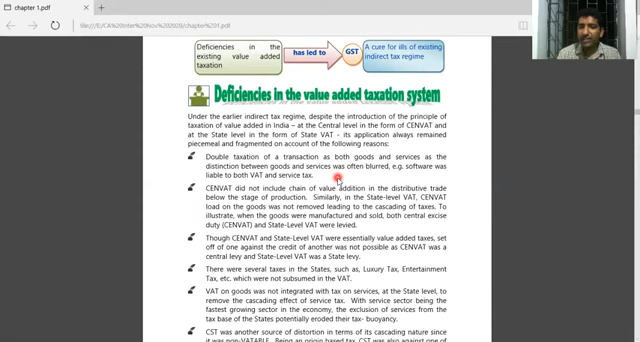 chapter 1.pdf
file:///E:/CA%20Inter%20Nov%202020/chapter%201.pdf
Deficiencies in the
existing value added
taxation
has led to
GST
A cure for ills of existing
indirect tax regime
Deficiencies in the value added taxation system
Under the earlier indirect tax regime, despite the introduction of the principle of
taxation of value added in India – at the Central level in the form of CENVAT and
at the State level in the form of State VAT - its application always remained
piecemeal and fragmented on account of the following reasons:
Double taxation of a transaction as both goods and services as the
distinction between goods and services was often blurred, e.g. software was
liable to both VAT and service tax.
CENVAT did not include chain of value addition in the distributive trade
below the stage of production. Similarly, in the State-level VAT, CENVAT
load on the goods was not removed leading to the cascading of taxes. To
illustrate, when the goods were manufactured and sold, both central excise
duty (CENVAT) and State-Level VAT were levied.
Though CENVAT and State-Level VAT were essentially value added taxes, set
off of one against the credit of another was not possible as CENVAT was a
central levy and State-Level VAT was a State levy.
There were several taxes in the States, such as, Luxury Tax, Entertainment
Tax, etc. which were not subsumed in the VAT.
VAT on goods was not integrated with tax on services, at the State level, to
remove the cascading effect of service tax. With service sector being the
fastest growing sector in the economy, the exclusion of services from the
tax base of the States potentially eroded their tax- buoyancy.
CST was another source of distortion in terms of its cascading nature since
it was non-VATABLE. Being an origin based tax, CST was also against one of